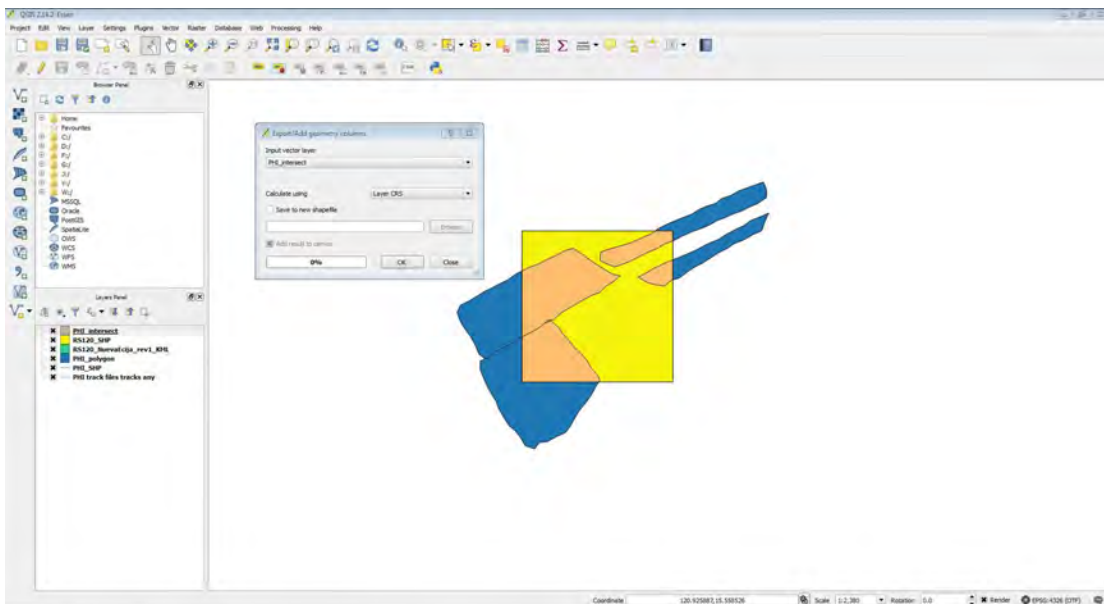 QGIS 2.14.2-Essen
Project Edit View Layer Settings Plugins Vector Raster Database Web Processing Help
Browser Panel
Home
Favourites
C:/
D:/
F:/
G:/
J:/
Y:/
W:/
MSSQL
Oracle
PostGIS
SpatiaLite
OWS
WCS
WFS
WMS
Layers Panel
PHI_intersect
RS120_SHP
RS120_NuevaEcija_rev1_KML
PHI_polygon
PHI_SHP
PHI track files tracks any
Export/Add geometry columns
Input vector layer
PHI_intersect
Calculate using Layer CRS
Save to new shapefile
Browse
Add result to canvas
0% OK Close
Coordinate 120.925087,15.550526 Scale 1:2,380 Rotation 0.0 Render EPSG:4326 (OTF)